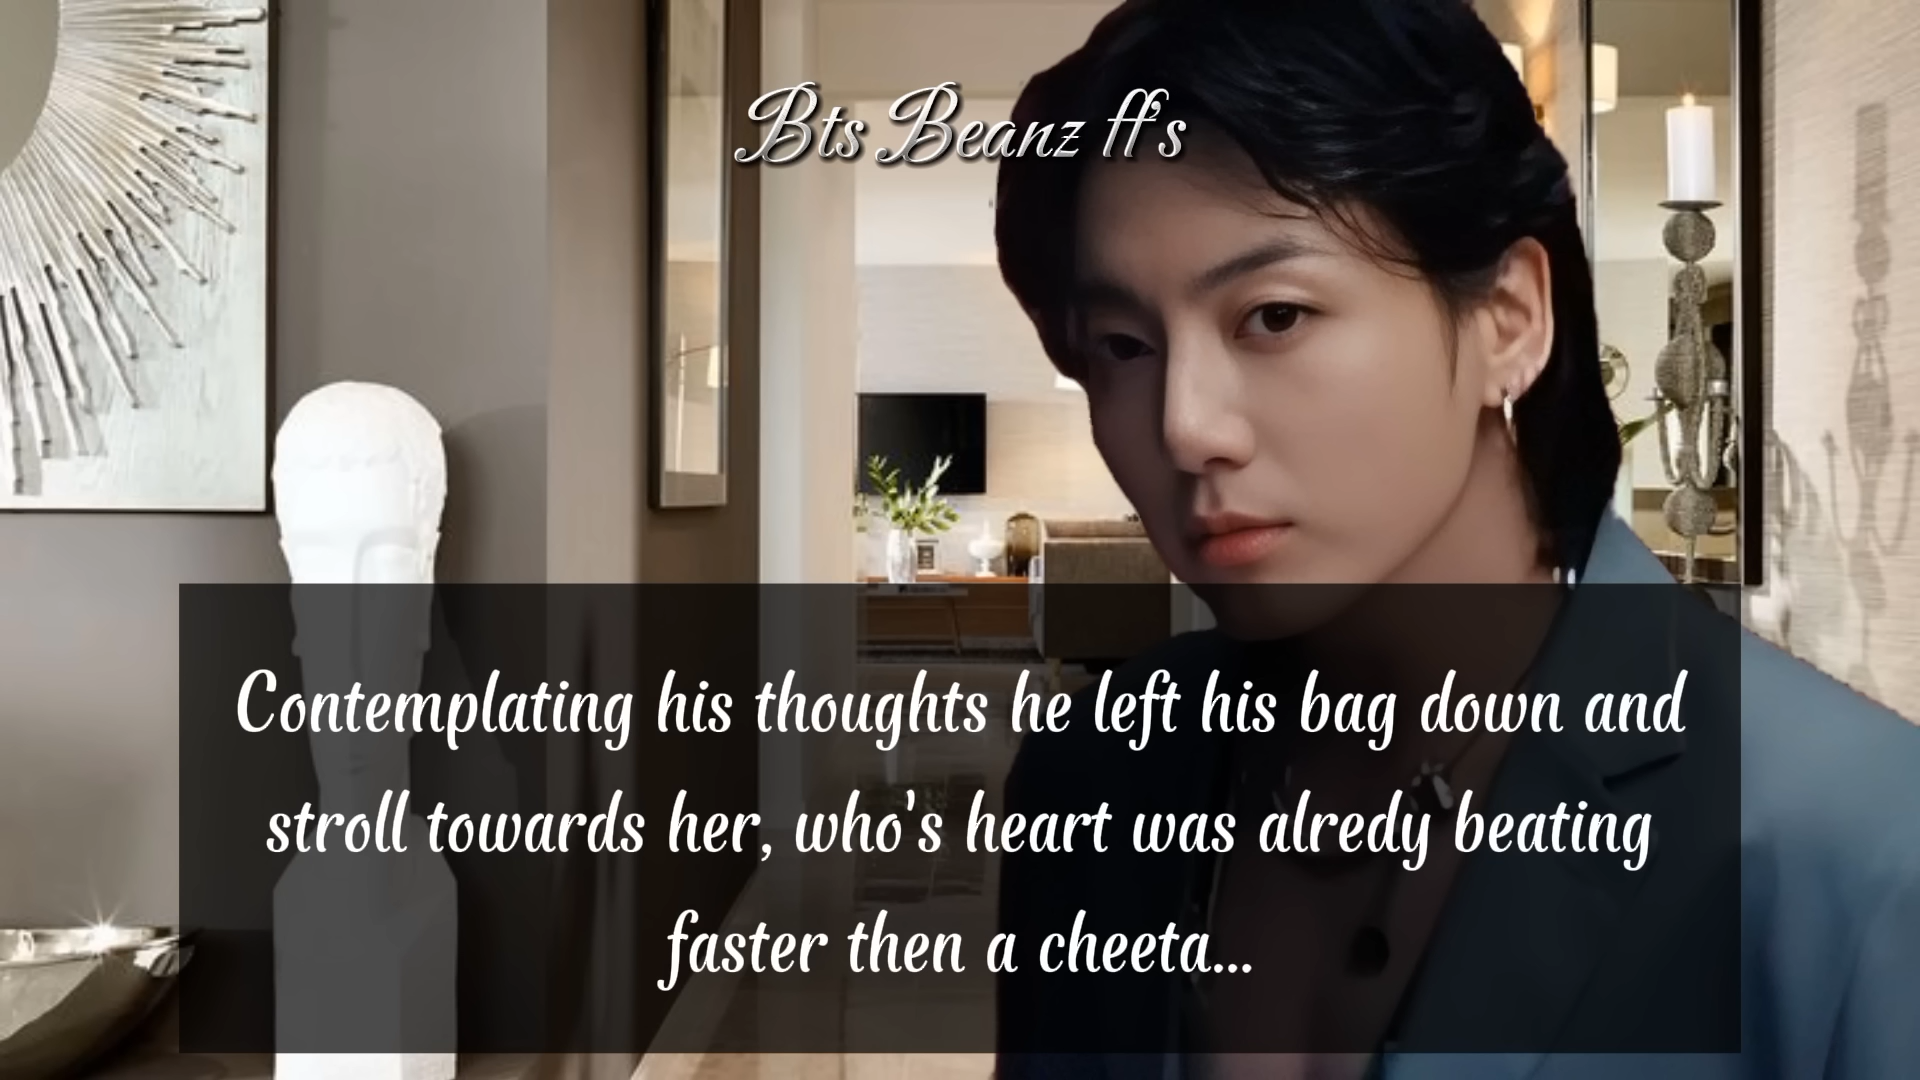 Bts Beanz ff's
Contemplating his thoughts he left his bag down and
stroll towards her, who's heart was alredy beating
faster then a cheeta...